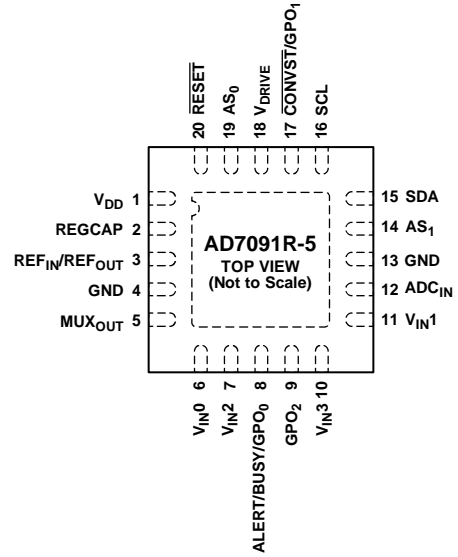 20 RESET
19 AS0
18 VDRIVE
17 CONVST/GPO1
16 SCL
VDD 1
REGCAP 2
REFIN/REFOUT 3
GND 4
MUXOUT 5
AD7091R-5
TOP VIEW
(Not to Scale)
15 SDA
14 AS1
13 GND
12 ADCIN
11 VIN1
VIN0 6
VIN2 7
ALERT/BUSY/GPO0 8
GPO2 9
VIN3 10